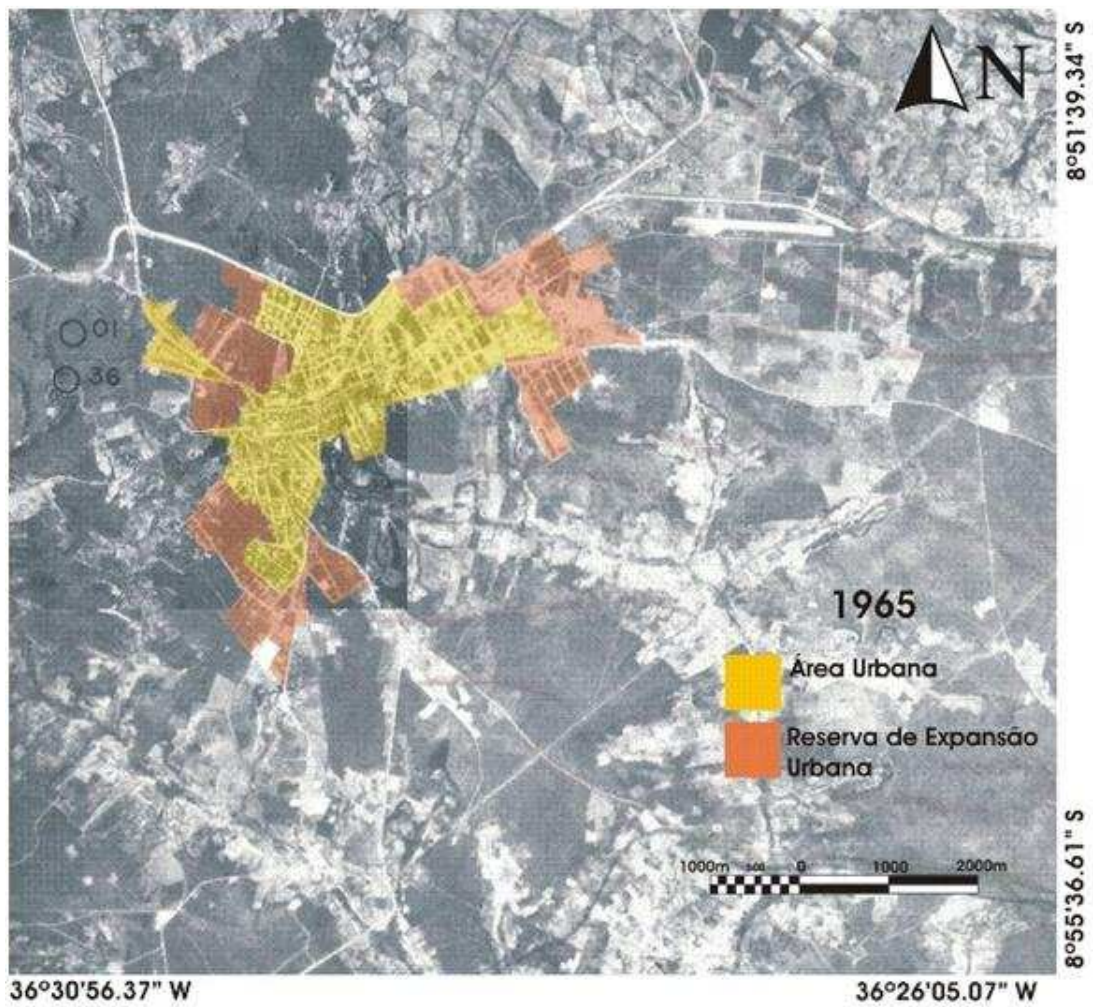 N
8°51'39.34" S
01
36
1965
Área Urbana
Reserva de Expansão
Urbana
1000m 500 0 1000 2000m
8°55'36.61" S
36°30'56.37" W
36°26'05.07" W